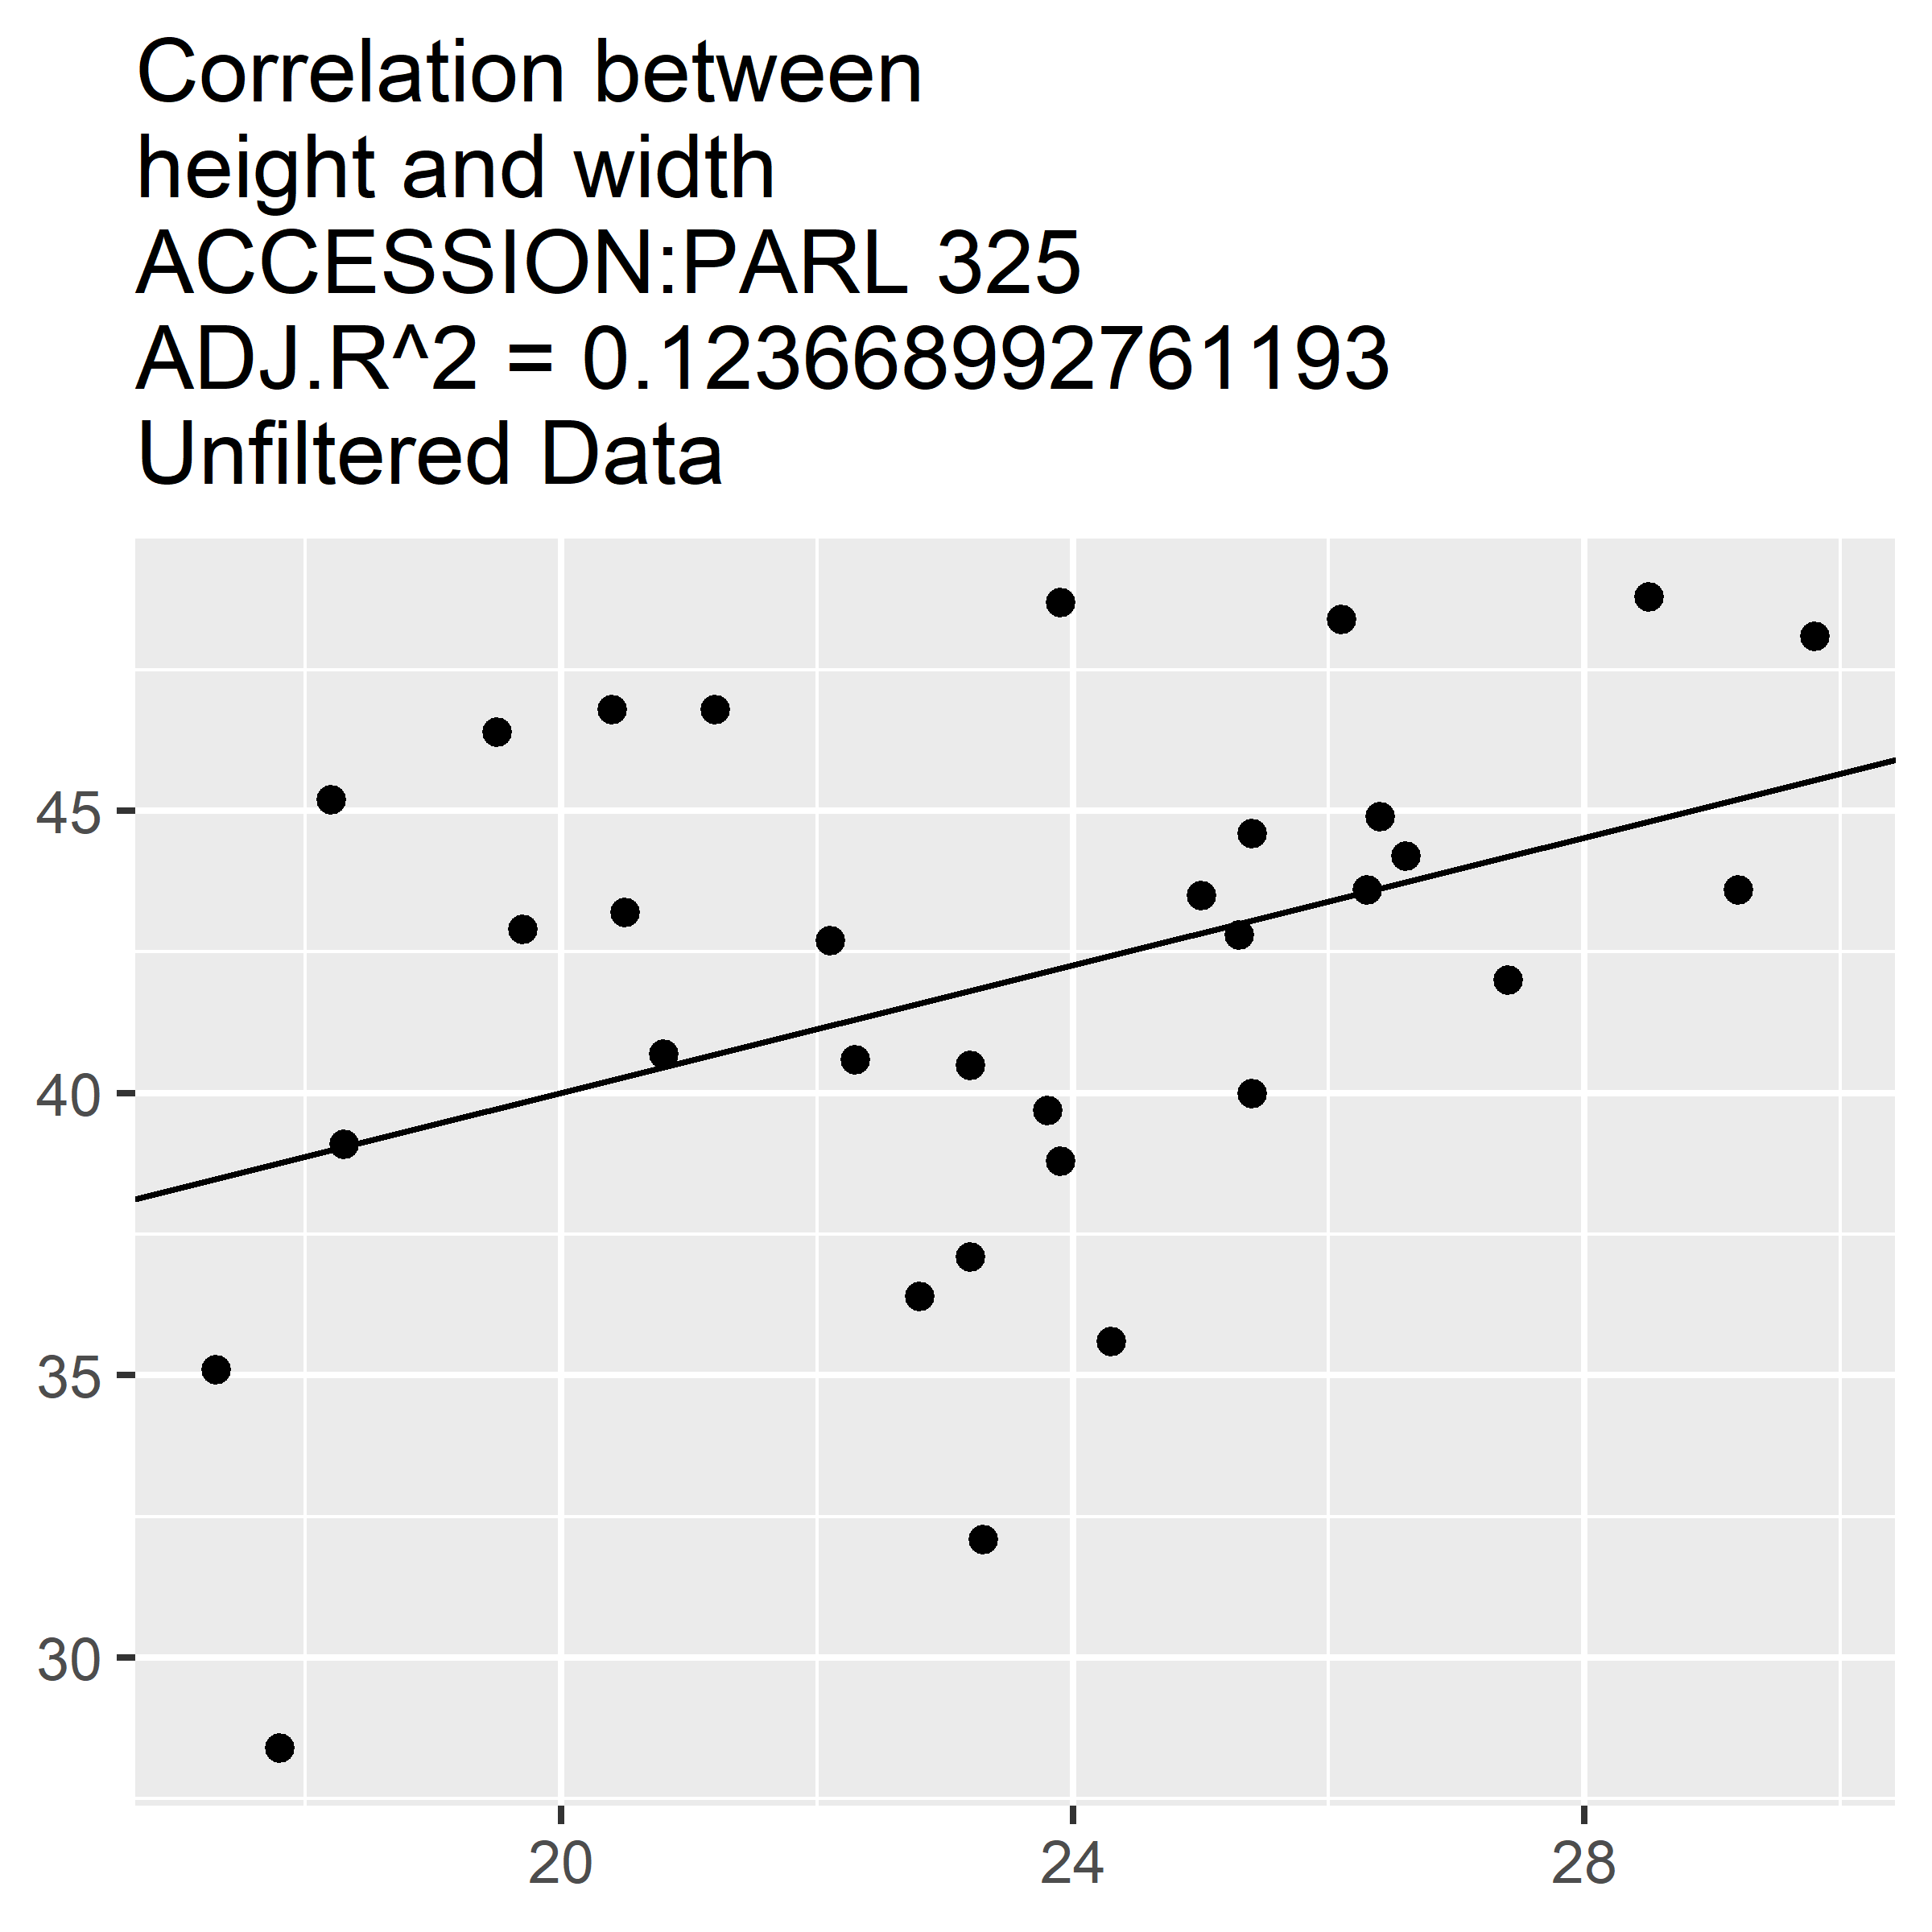 Correlation between
height and width
ACCESSION:PARL 325
ADJ.R^2 = 0.123668992761193
Unfiltered Data
45
40
35
30
20 24 28